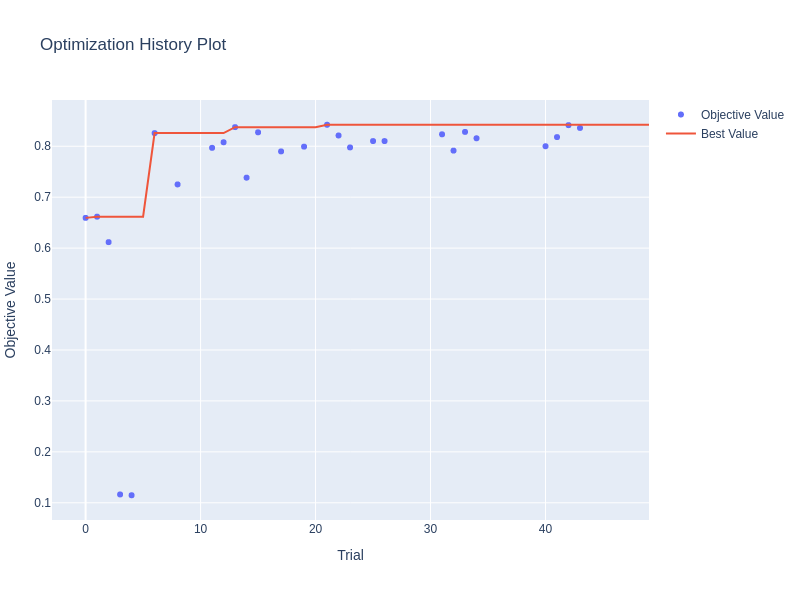 Optimization History Plot
Objective Value
Best Value
0.8
0.7
0.6
0.5
0.4
0.3
0.2
0.1
Objective Value
0
10
20
30
40
Trial